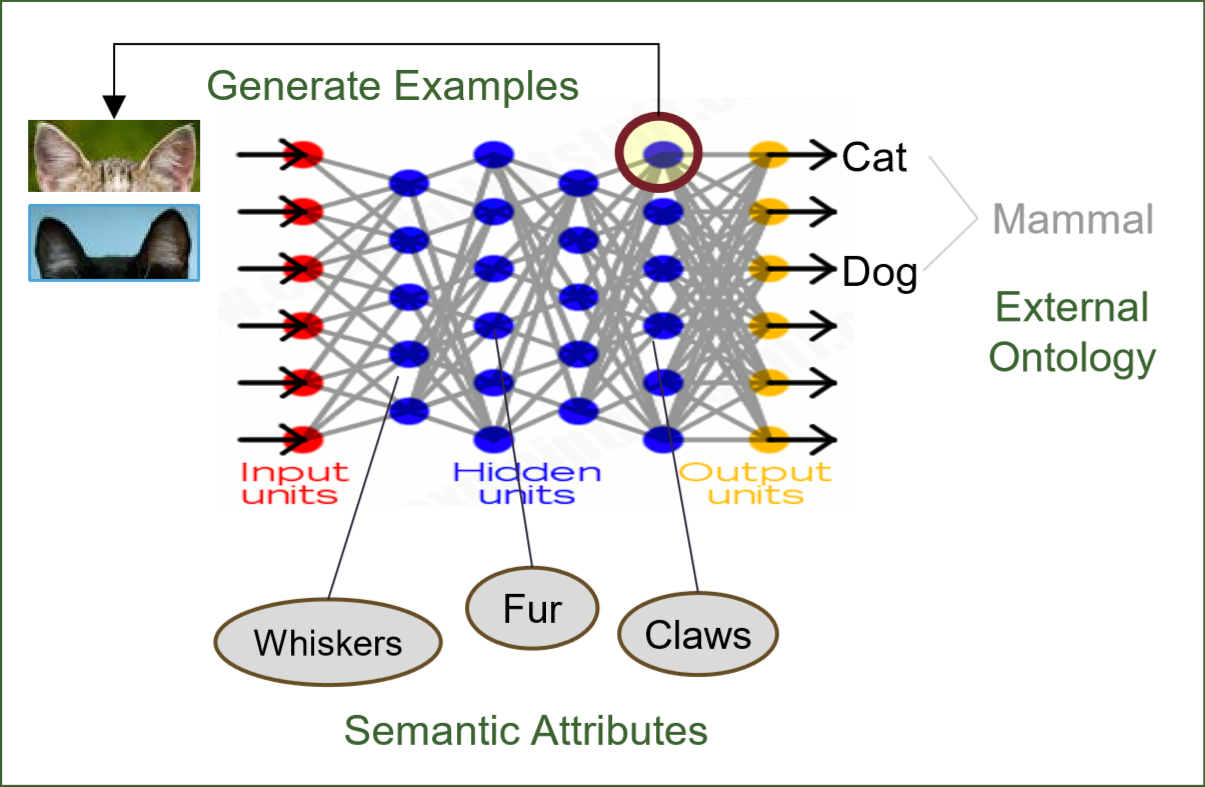 Generate Examples
Cat
Mammal
Dog
External
Ontology
Input
units
Hidden
units
Output
units
Whiskers
Fur
Claws
Semantic Attributes